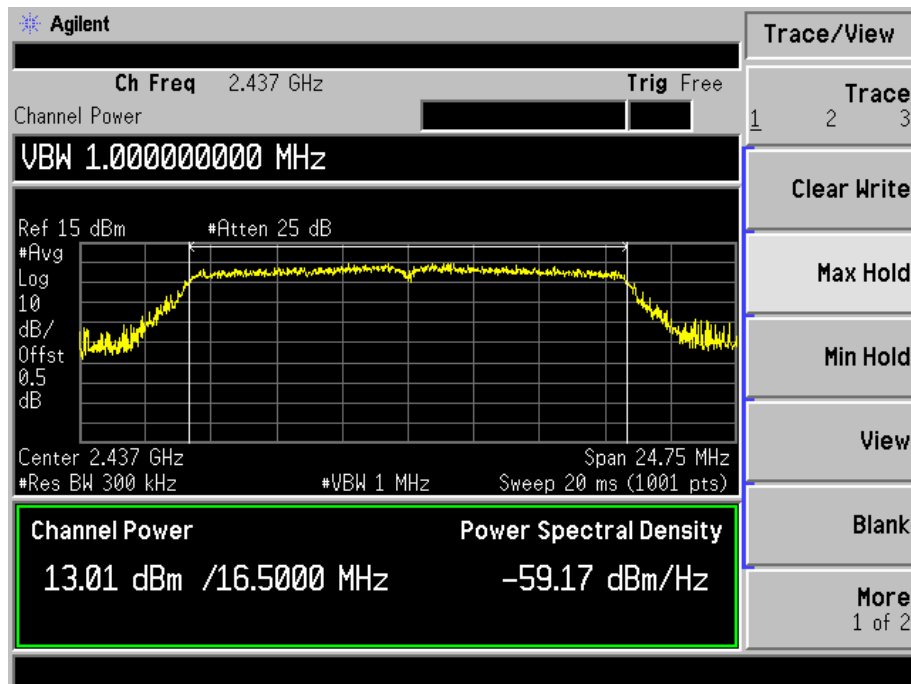 Agilent
Trace/View
Ch Freq 2.437 GHz Trig Free
Channel Power
Trace
1 2 3
VBW 1.000000000 MHz
Clear Write
Ref 15 dBm #Atten 25 dB
#Avg
Log
10
dB/
Offst
0.5
dB
Max Hold
Min Hold
View
Center 2.437 GHz Span 24.75 MHz
#Res BW 300 kHz #VBW 1 MHz Sweep 20 ms (1001 pts)
Channel Power Power Spectral Density
13.01 dBm /16.5000 MHz -59.17 dBm/Hz
Blank
More
1 of 2